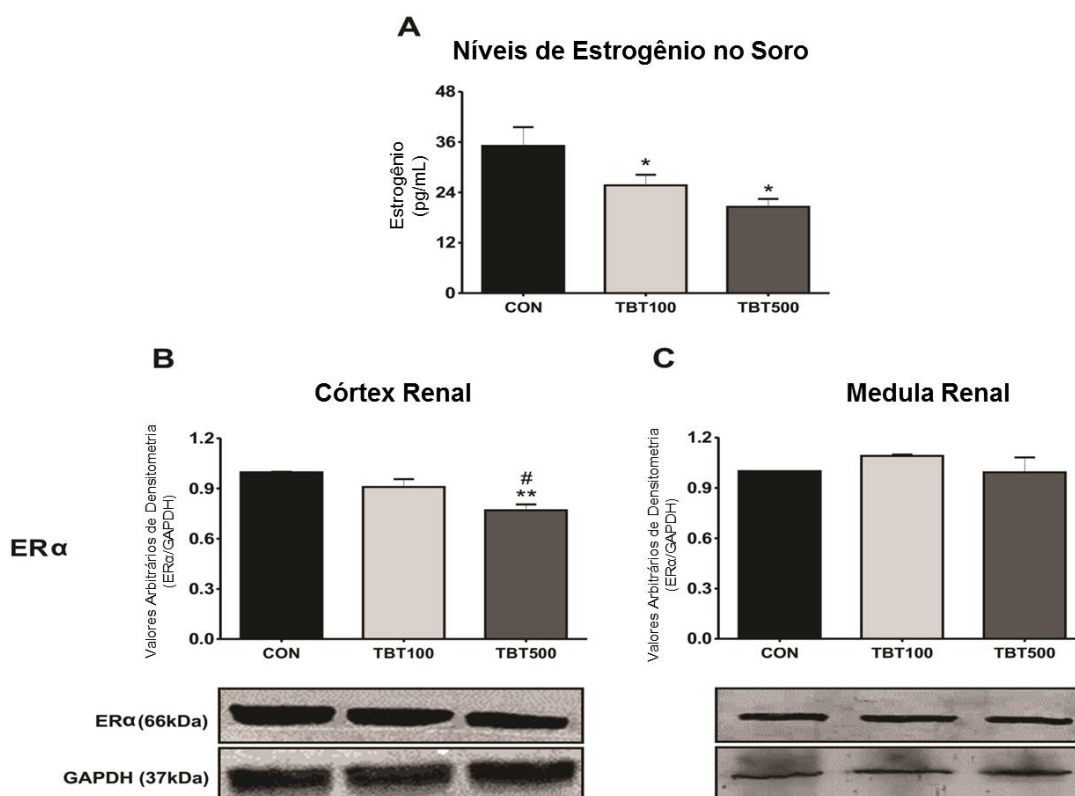 A
Níveis de Estrogênio no Soro
Estrogênio
(pg/mL)
48
36
24
12
0
*
*
CON
TBT100
TBT500
B
Córtex Renal
ERα
Valores Arbitrários de Densitometria
(ERα/GAPDH)
1.2
0.9
0.6
0.3
0.0
#
**
CON
TBT100
TBT500
C
Medula Renal
Valores Arbitrários de Densitometria
(ERα/GAPDH)
1.2
0.9
0.6
0.3
0.0
CON
TBT100
TBT500
ERα (66kDa)
GAPDH (37kDa)